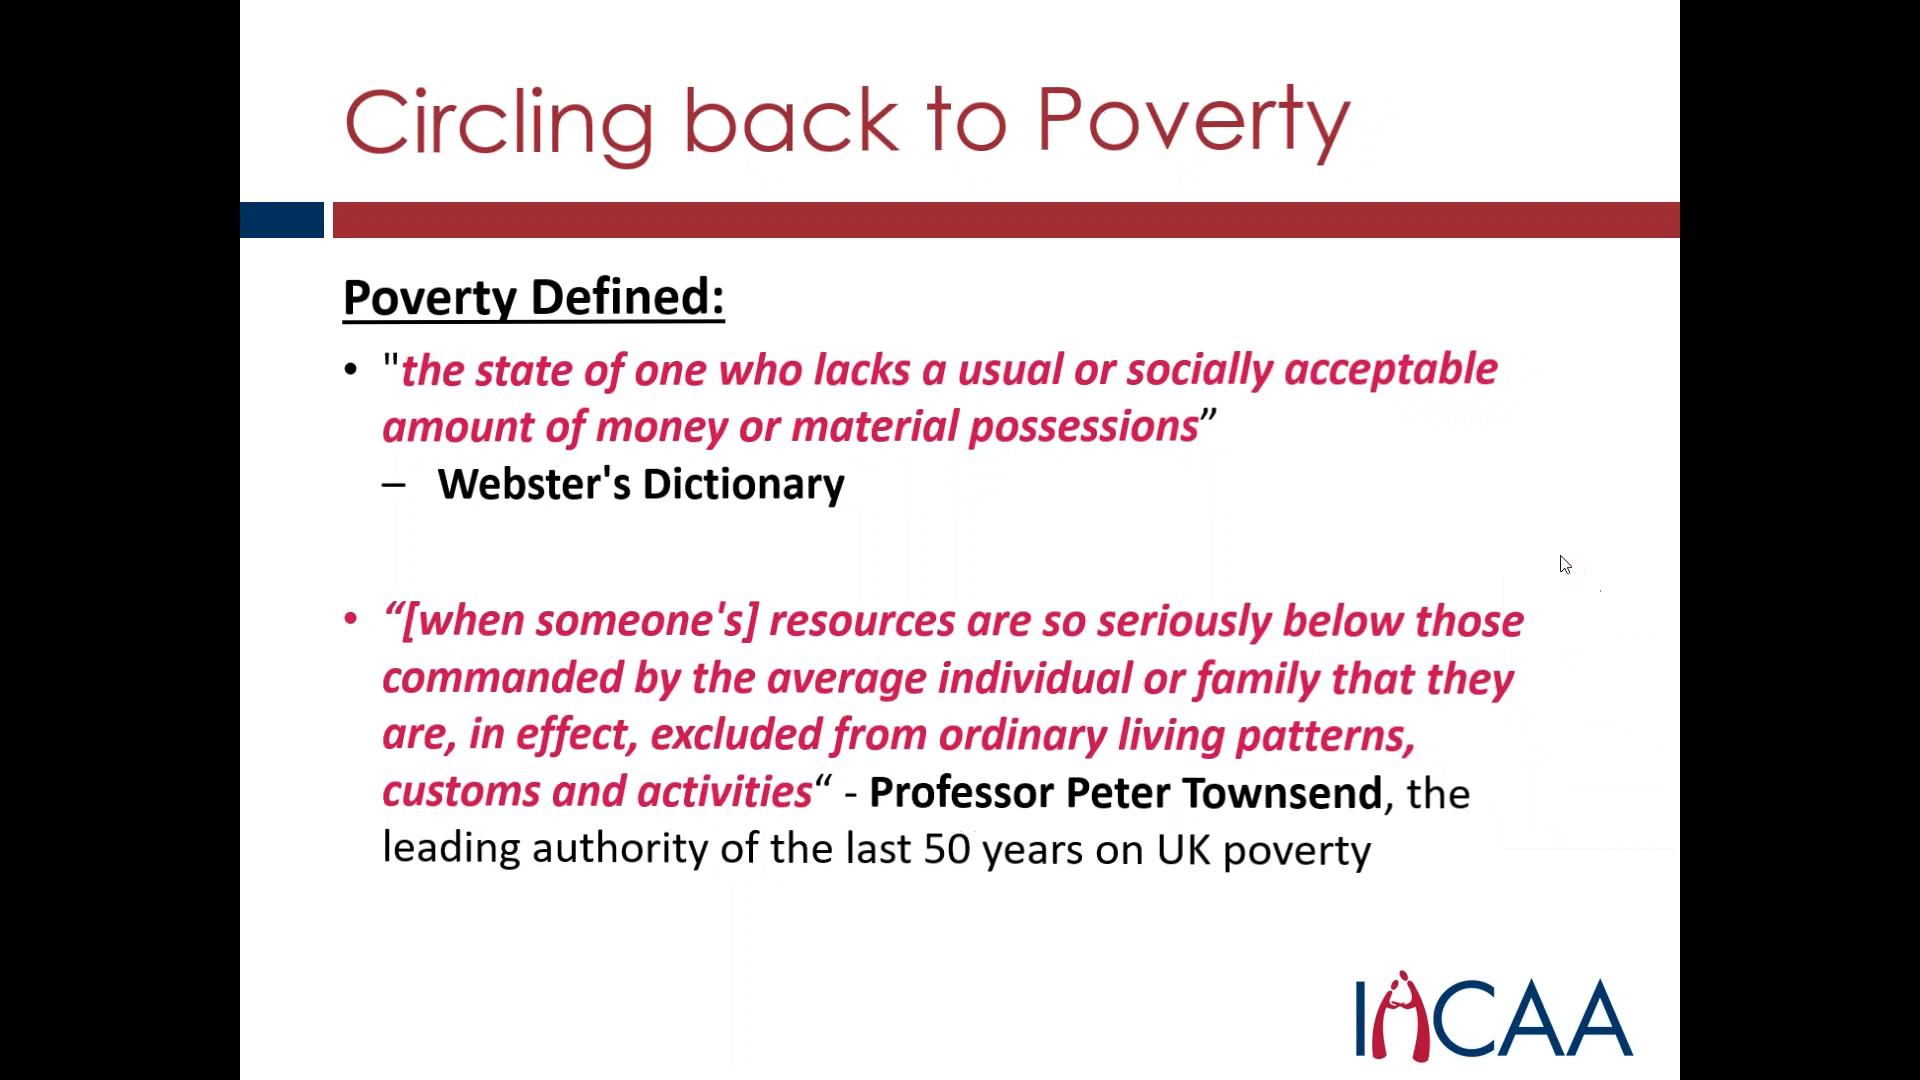 Circling back to Poverty
Poverty Defined:
• "the state of one who lacks a usual or socially acceptable
amount of money or material possessions”
– Webster's Dictionary
• “[when someone's] resources are so seriously below those
commanded by the average individual or family that they
are, in effect, excluded from ordinary living patterns,
customs and activities“ - Professor Peter Townsend, the
leading authority of the last 50 years on UK poverty
IACAA